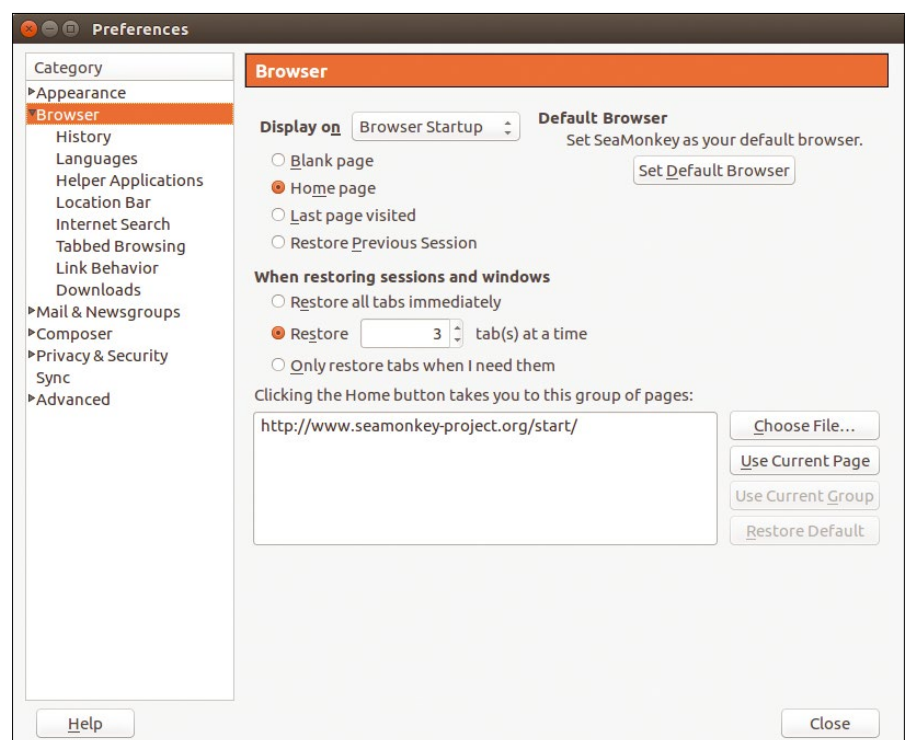 Preferences
Category
Appearance
Browser
History
Languages
Helper Applications
Location Bar
Internet Search
Tabbed Browsing
Link Behavior
Downloads
Mail & Newsgroups
Composer
Privacy & Security
Sync
Advanced
Browser
Display on Browser Startup
Blank page
Home page
Last page visited
Restore Previous Session
Default Browser
Set SeaMonkey as your default browser.
Set Default Browser
When restoring sessions and windows
Restore all tabs immediately
Restore 3 tab(s) at a time
Only restore tabs when I need them
Clicking the Home button takes you to this group of pages:
http://www.seamonkey-project.org/start/
Choose File...
Use Current Page
Use Current Group
Restore Default
Help
Close